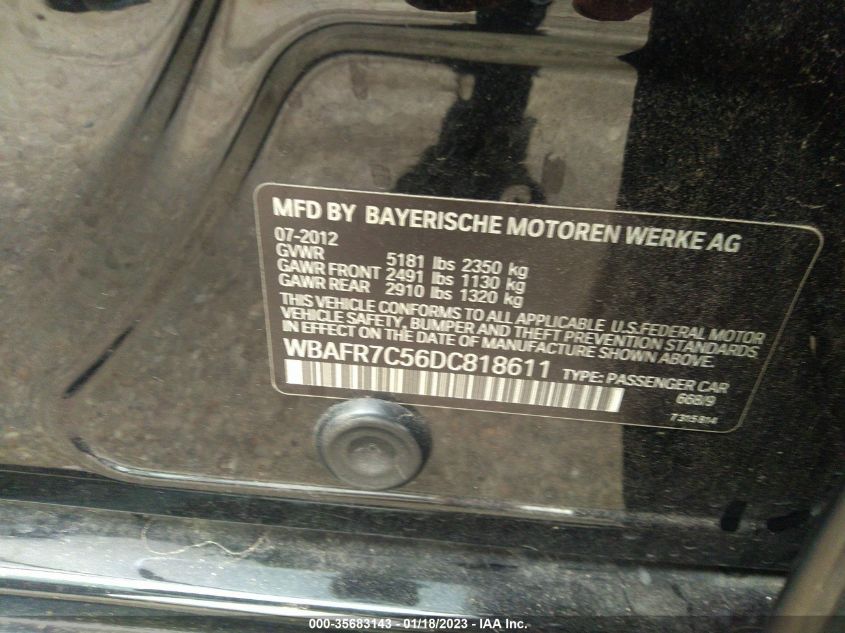 MFD BY BAYERISCHE MOTOREN WERKE AG
07-2012
GVWR 5181 lbs 2350 kg
GAWR FRONT 2491 lbs 1130 kg
GAWR REAR 2910 lbs 1320 kg
THIS VEHICLE CONFORMS TO ALL APPLICABLE U.S.FEDERAL MOTOR
VEHICLE SAFETY, BUMPER AND THEFT PREVENTION STANDARDS
IN EFFECT ON THE DATE OF MANUFACTURE SHOWN ABOVE.
WBAFR7C56DC818611 TYPE: PASSENGER CAR
668/9
7315814
000-35683143 - 01/18/2023 - IAA Inc.